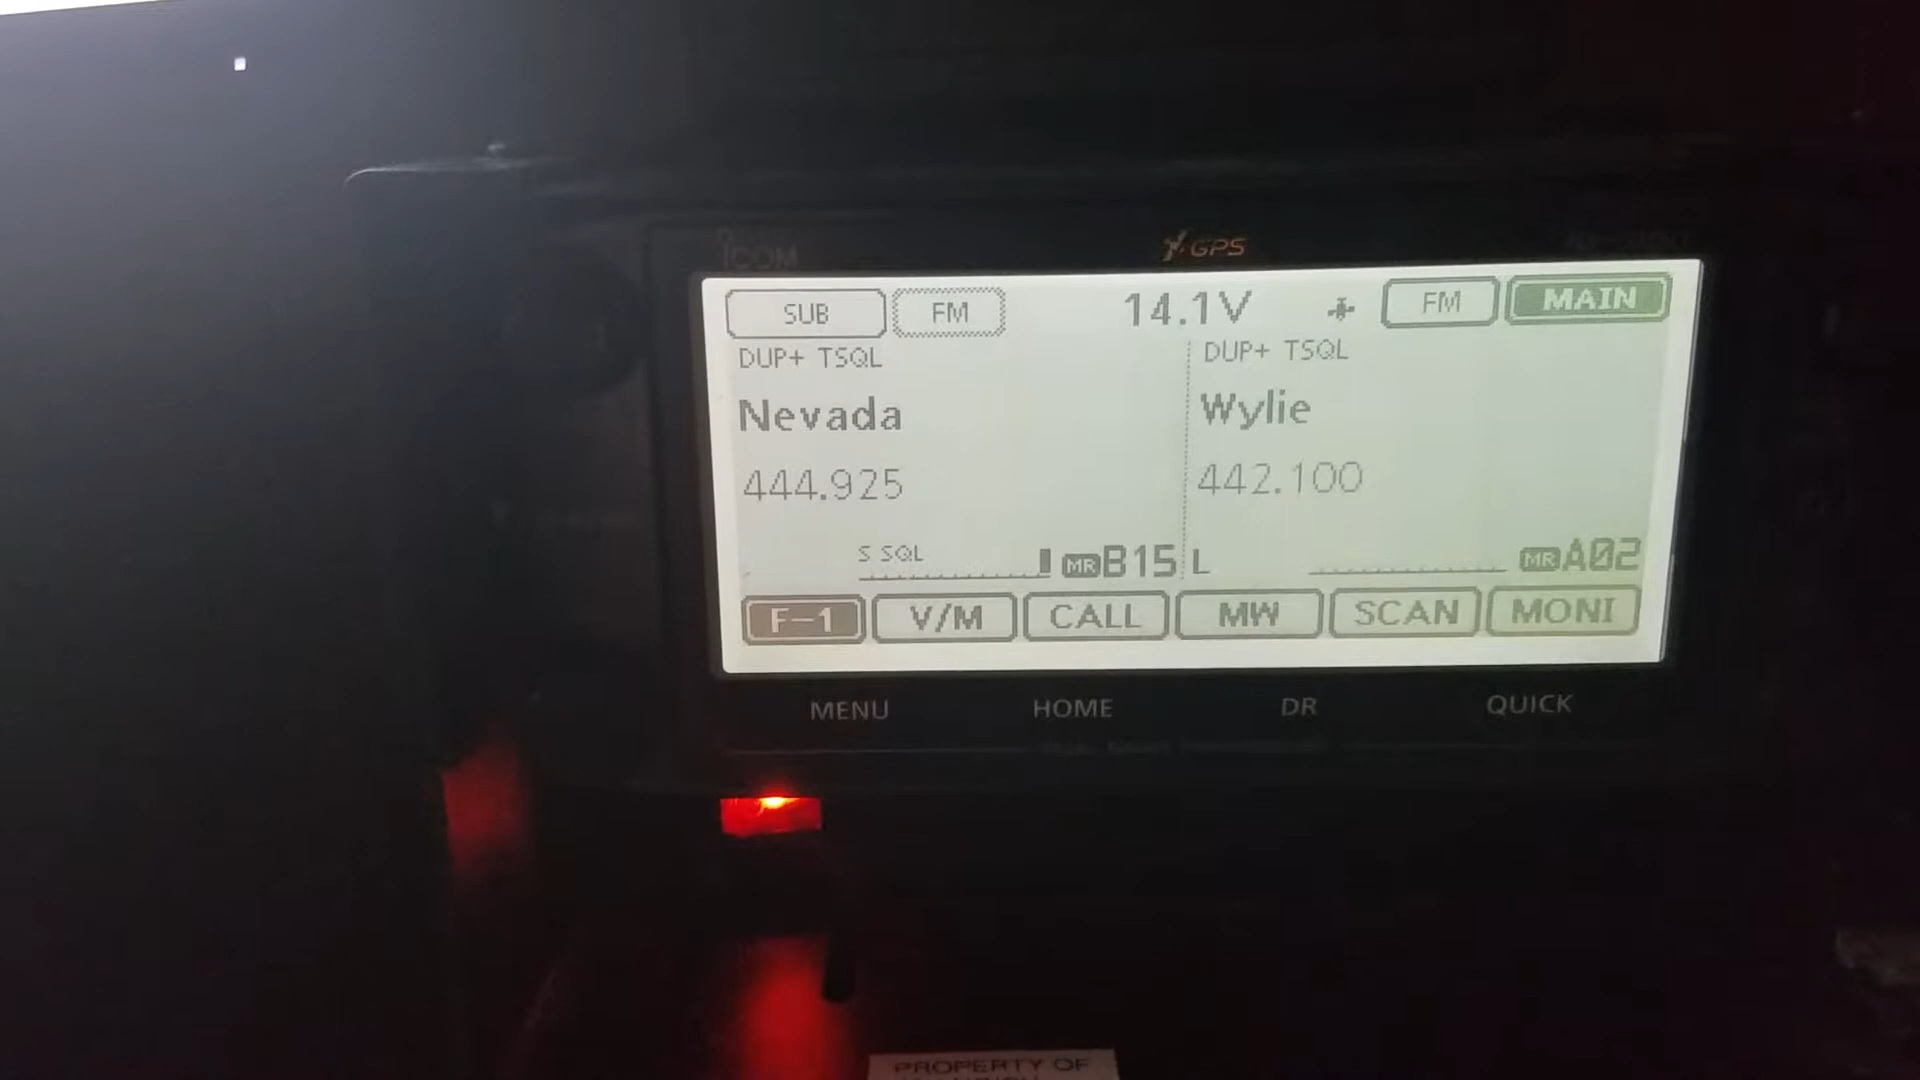 ICOM
GPS
SUB FM 14.1V FM MAIN
DUP+ TSQL DUP+ TSQL
Nevada Wylie
444.925 442.100
S SQL MR B15 L MR A02
F-1 V/M CALL MW SCAN MONI
MENU HOME DR QUICK
PROPERTY OF